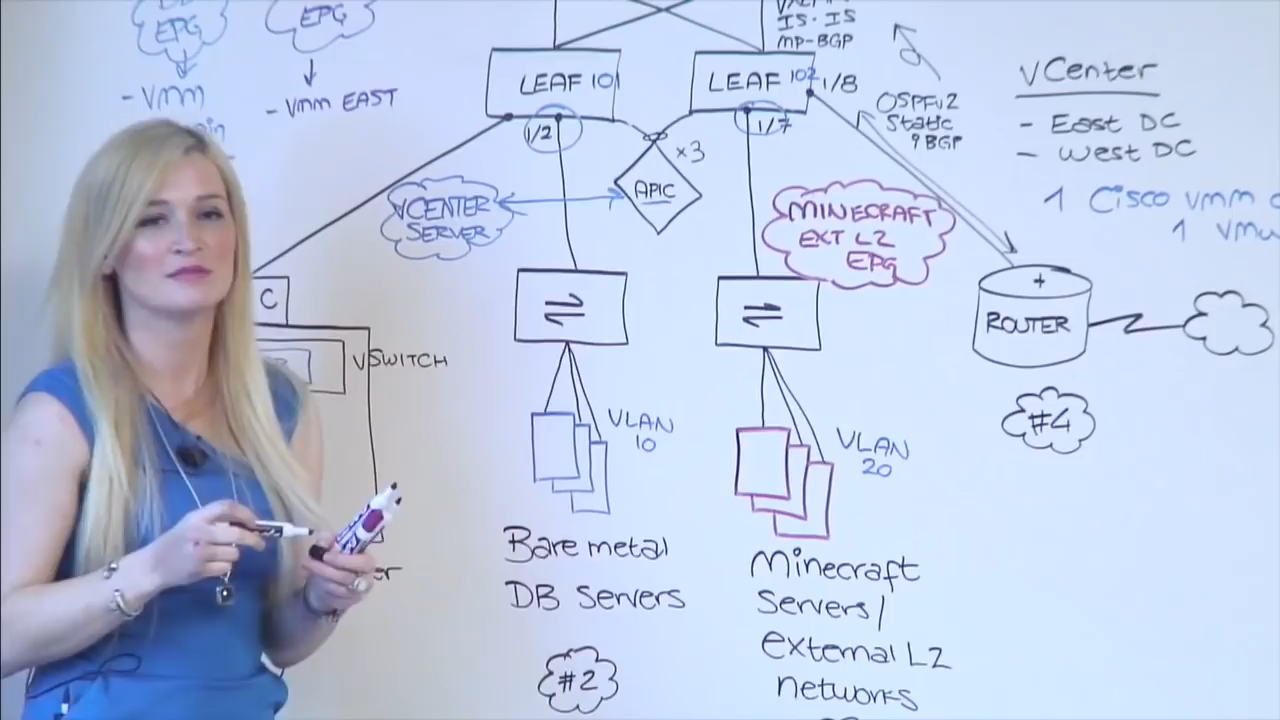 EPG
EPG
- VMM
- VMM EAST
IS-IS
MP-BGP
LEAF 101
LEAF 102
1/8
1/2
1/7
x3
APIC
VCENTER
SERVER
MINECRAFT
EXT L2
EPG
OSPFv2
Static
vCenter
- East DC
- West DC
1 Cisco vmm
1 vmw
C
VSWITCH
+
ROUTER
#4
VLAN
10
VLAN
20
Bare metal
DB Servers
#2
Minecraft
Servers/
external L2
networks